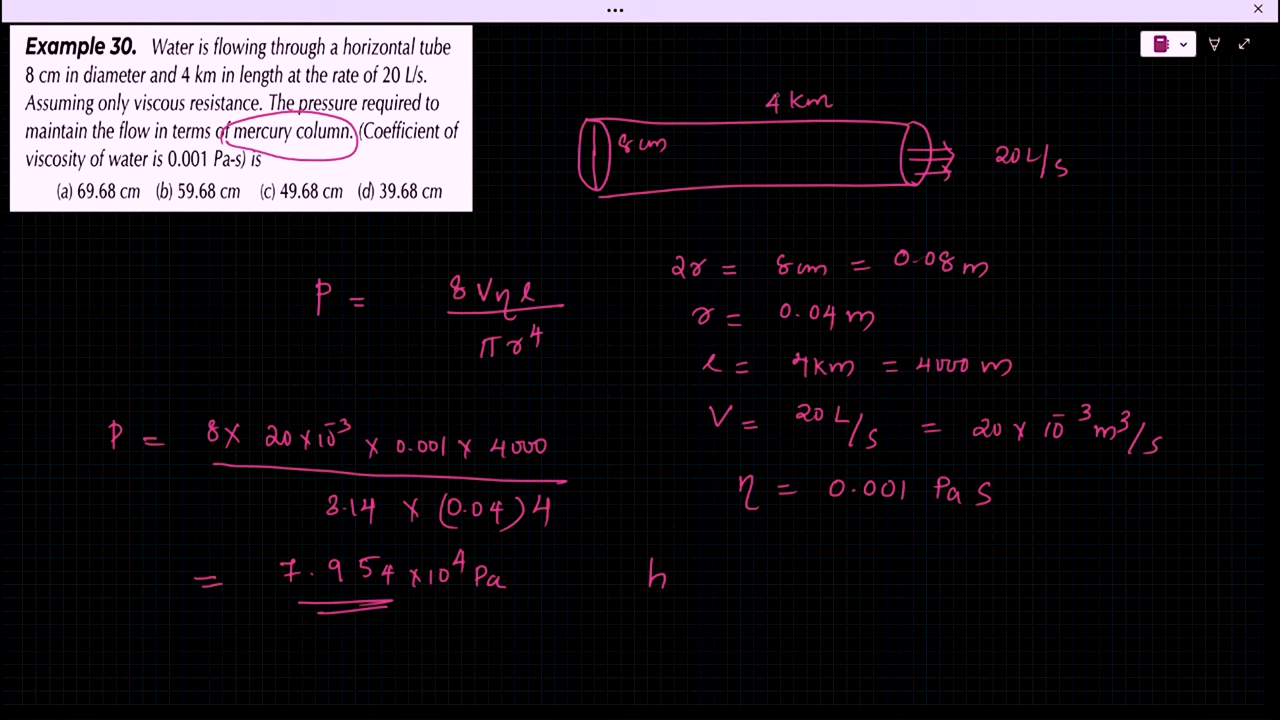 Example 30. Water is flowing through a horizontal tube
8 cm in diameter and 4 km in length at the rate of 20 L/s.
Assuming only viscous resistance. The pressure required to
maintain the flow in terms of mercury column. (Coefficient of
viscosity of water is 0.001 Pa-s) is
(a) 69.68 cm (b) 59.68 cm (c) 49.68 cm (d) 39.68 cm
4 km
8 cm
20 L/s
2r = 8 cm = 0.08 m
P = 8 V η l / π r⁴
r = 0.04 m
l = 4 km = 4000 m
V = 20 L/s = 20 × 10⁻³ m³/s
P = 8 × 20 × 10⁻³ × 0.001 × 4000 / 3.14 × (0.04) 4
η = 0.001 Pa S
= 7.954 × 10⁴ Pa
h